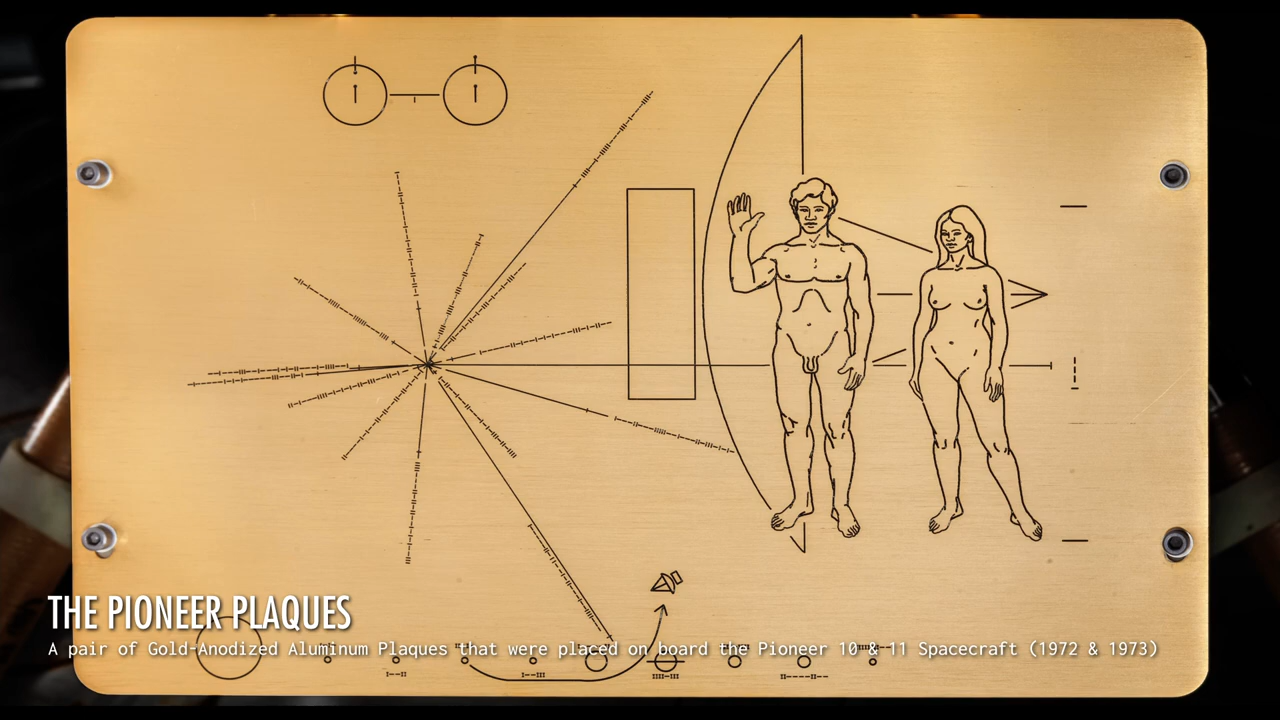 THE PIONEER PLAQUES
A pair of Gold-Anodized Aluminum Plaques that were placed on board the Pioneer 10 & 11 Spacecraft (1972 & 1973)